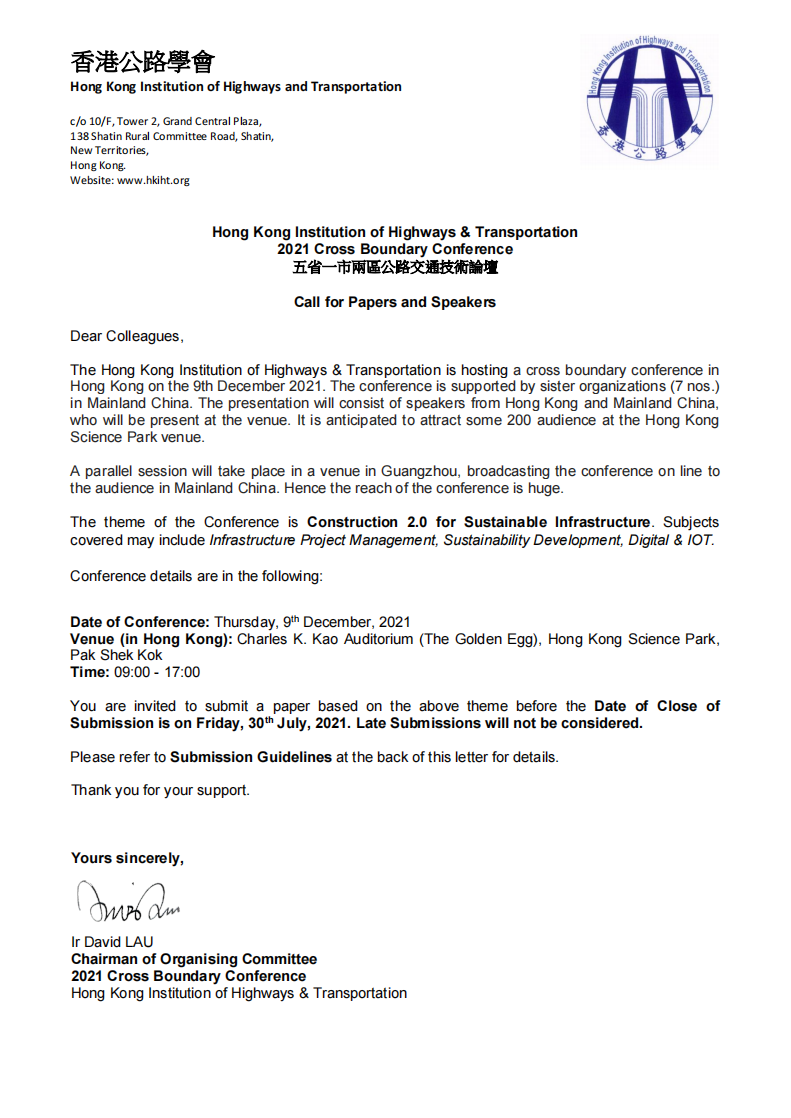 香港公路學會
Hong Kong Institution of Highways and Transportation
c/o 10/F, Tower 2, Grand Central Plaza,
138 Shatin Rural Committee Road, Shatin,
New Territories,
Hong Kong.
Website: www.hkiht.org
Hong Kong Institution of Highways and Transportation
香港公路學會
Hong Kong Institution of Highways & Transportation
2021 Cross Boundary Conference
五省一市兩區公路交通技術論壇
Call for Papers and Speakers
Dear Colleagues,
The Hong Kong Institution of Highways & Transportation is hosting a cross boundary conference in
Hong Kong on the 9th December 2021. The conference is supported by sister organizations (7 nos.)
in Mainland China. The presentation will consist of speakers from Hong Kong and Mainland China,
who will be present at the venue. It is anticipated to attract some 200 audience at the Hong Kong
Science Park venue.
A parallel session will take place in a venue in Guangzhou, broadcasting the conference on line to
the audience in Mainland China. Hence the reach of the conference is huge.
The theme of the Conference is Construction 2.0 for Sustainable Infrastructure. Subjects
covered may include Infrastructure Project Management, Sustainability Development, Digital & IOT.
Conference details are in the following:
Date of Conference: Thursday, 9th December, 2021
Venue (in Hong Kong): Charles K. Kao Auditorium (The Golden Egg), Hong Kong Science Park,
Pak Shek Kok
Time: 09:00 - 17:00
You are invited to submit a paper based on the above theme before the Date of Close of
Submission is on Friday, 30th July, 2021. Late Submissions will not be considered.
Please refer to Submission Guidelines at the back of this letter for details.
Thank you for your support.
Yours sincerely,
Ir David LAU
Chairman of Organising Committee
2021 Cross Boundary Conference
Hong Kong Institution of Highways & Transportation